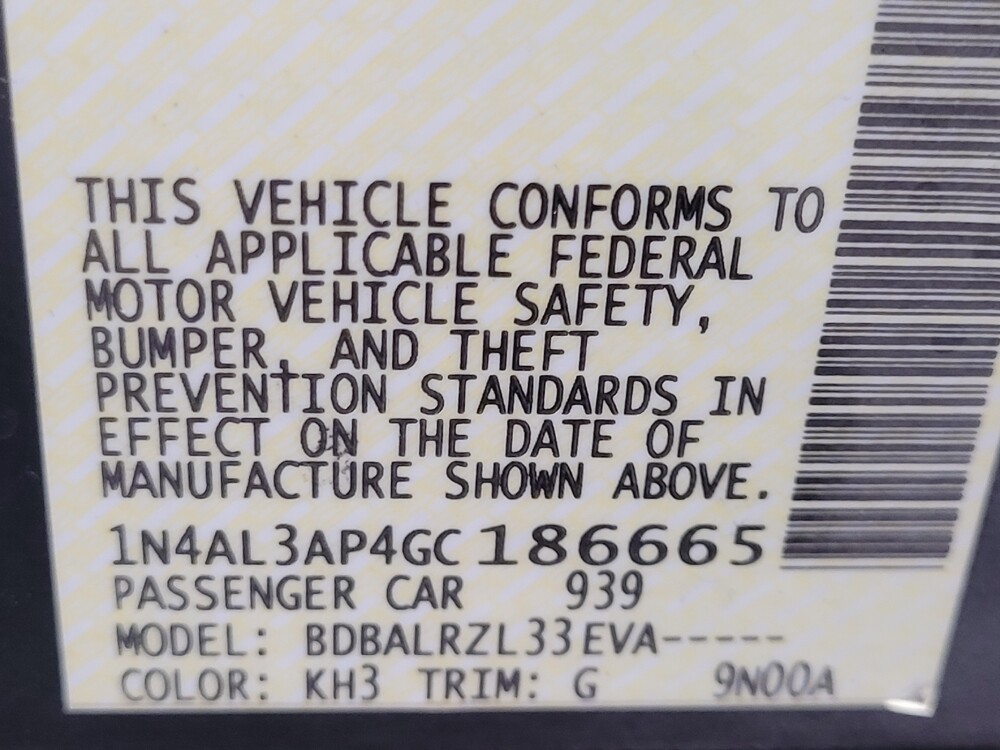 THIS VEHICLE CONFORMS TO
ALL APPLICABLE FEDERAL
MOTOR VEHICLE SAFETY,
BUMPER, AND THEFT
PREVENTION STANDARDS IN
EFFECT ON THE DATE OF
MANUFACTURE SHOWN ABOVE.
1N4AL3AP4GC186665
PASSENGER CAR 939
MODEL: BDBALRZL33EVA-----
COLOR: KH3 TRIM: G 9N00A